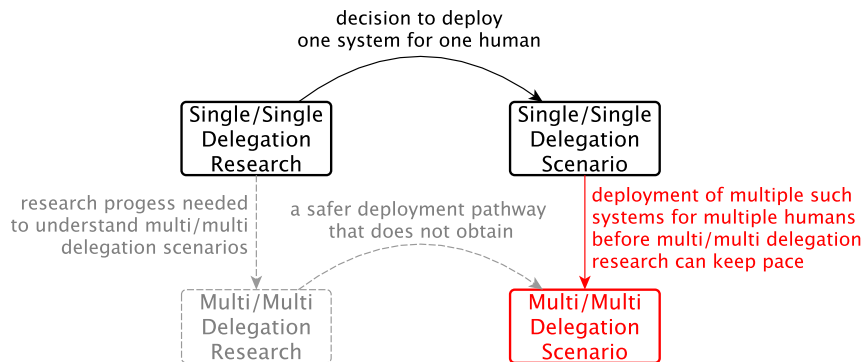 decision to deploy
one system for one human
Single/Single
Delegation
Research
Single/Single
Delegation
Scenario
research progess needed
to understand multi/multi
delegation scenarios
a safer deployment pathway
that does not obtain
deployment of multiple such
systems for multiple humans
before multi/multi delegation
research can keep pace
Multi/Multi
Delegation
Research
Multi/Multi
Delegation
Scenario